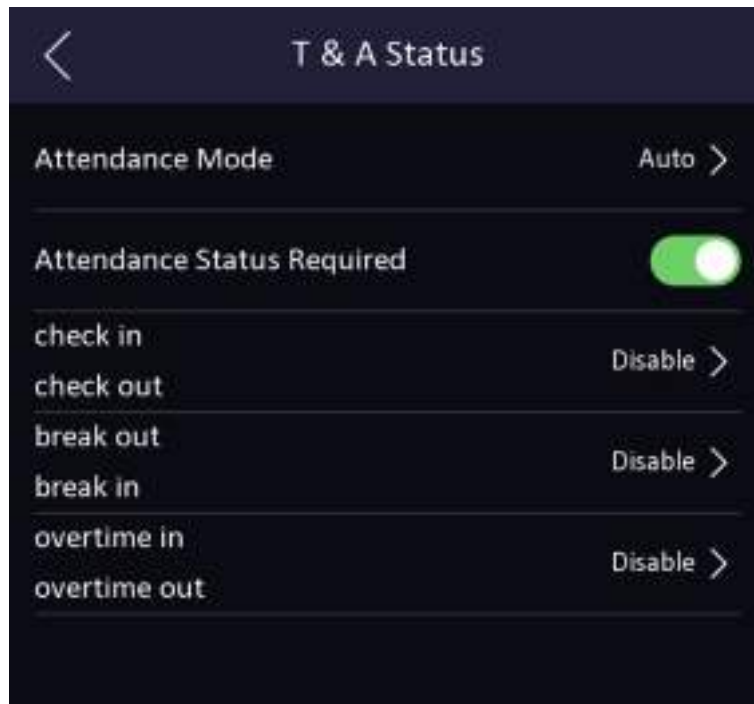 T & A Status
Attendance Mode Auto
Attendance Status Required
check in
check out
Disable
break out
break in
Disable
overtime in
overtime out
Disable